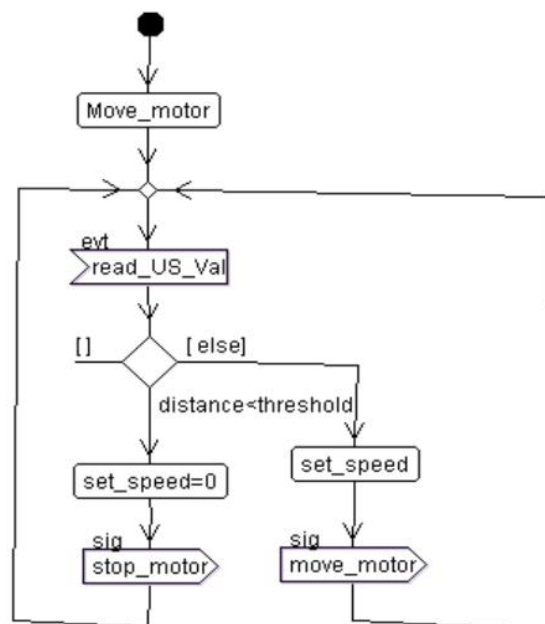 Move_motor
evt
read_US_Val
[ ]
[ else]
distance<threshold
set_speed=0
set_speed
sig
stop_motor
sig
move_motor